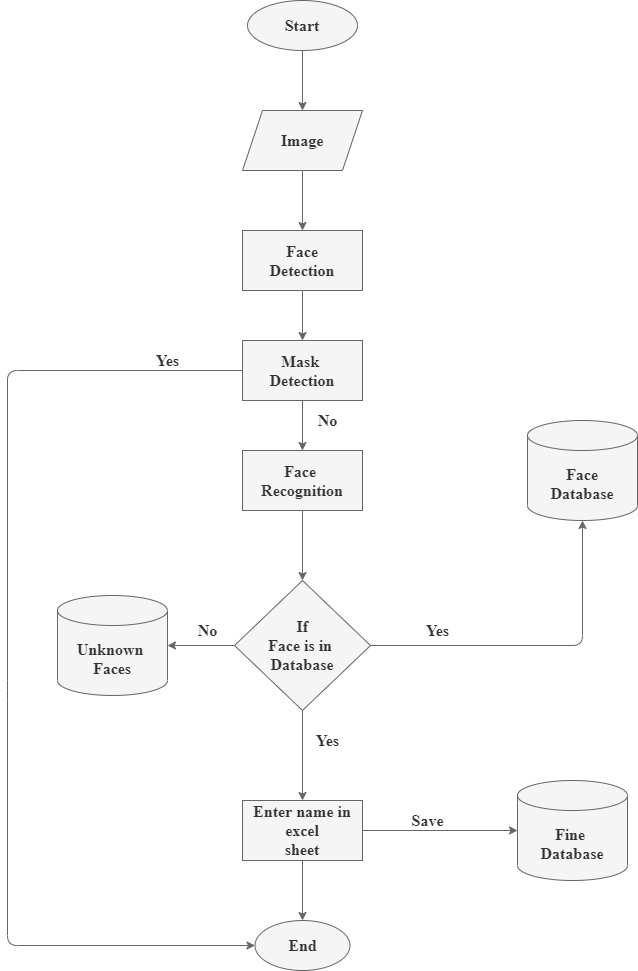 Start
Image
Face
Detection
Yes
Mask
Detection
No
Face
Recognition
Face
Database
If
Face is in
Database
No
Yes
Unknown
Faces
Yes
Enter name in
excel
sheet
Save
Fine
Database
End